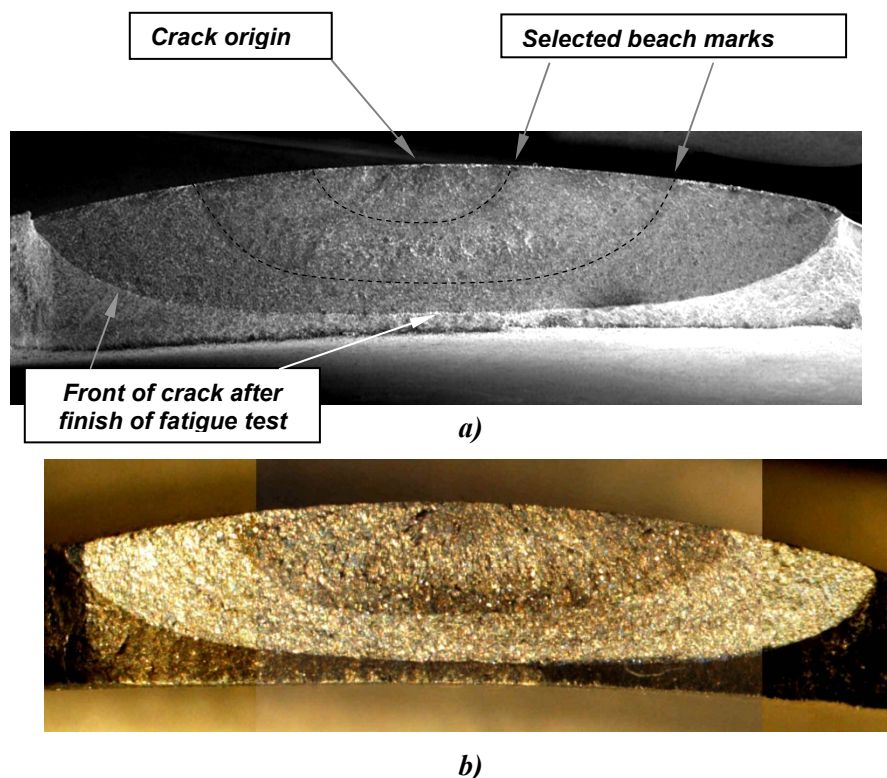 Crack origin
Selected beach marks
Front of crack after
finish of fatigue test
a)
b)